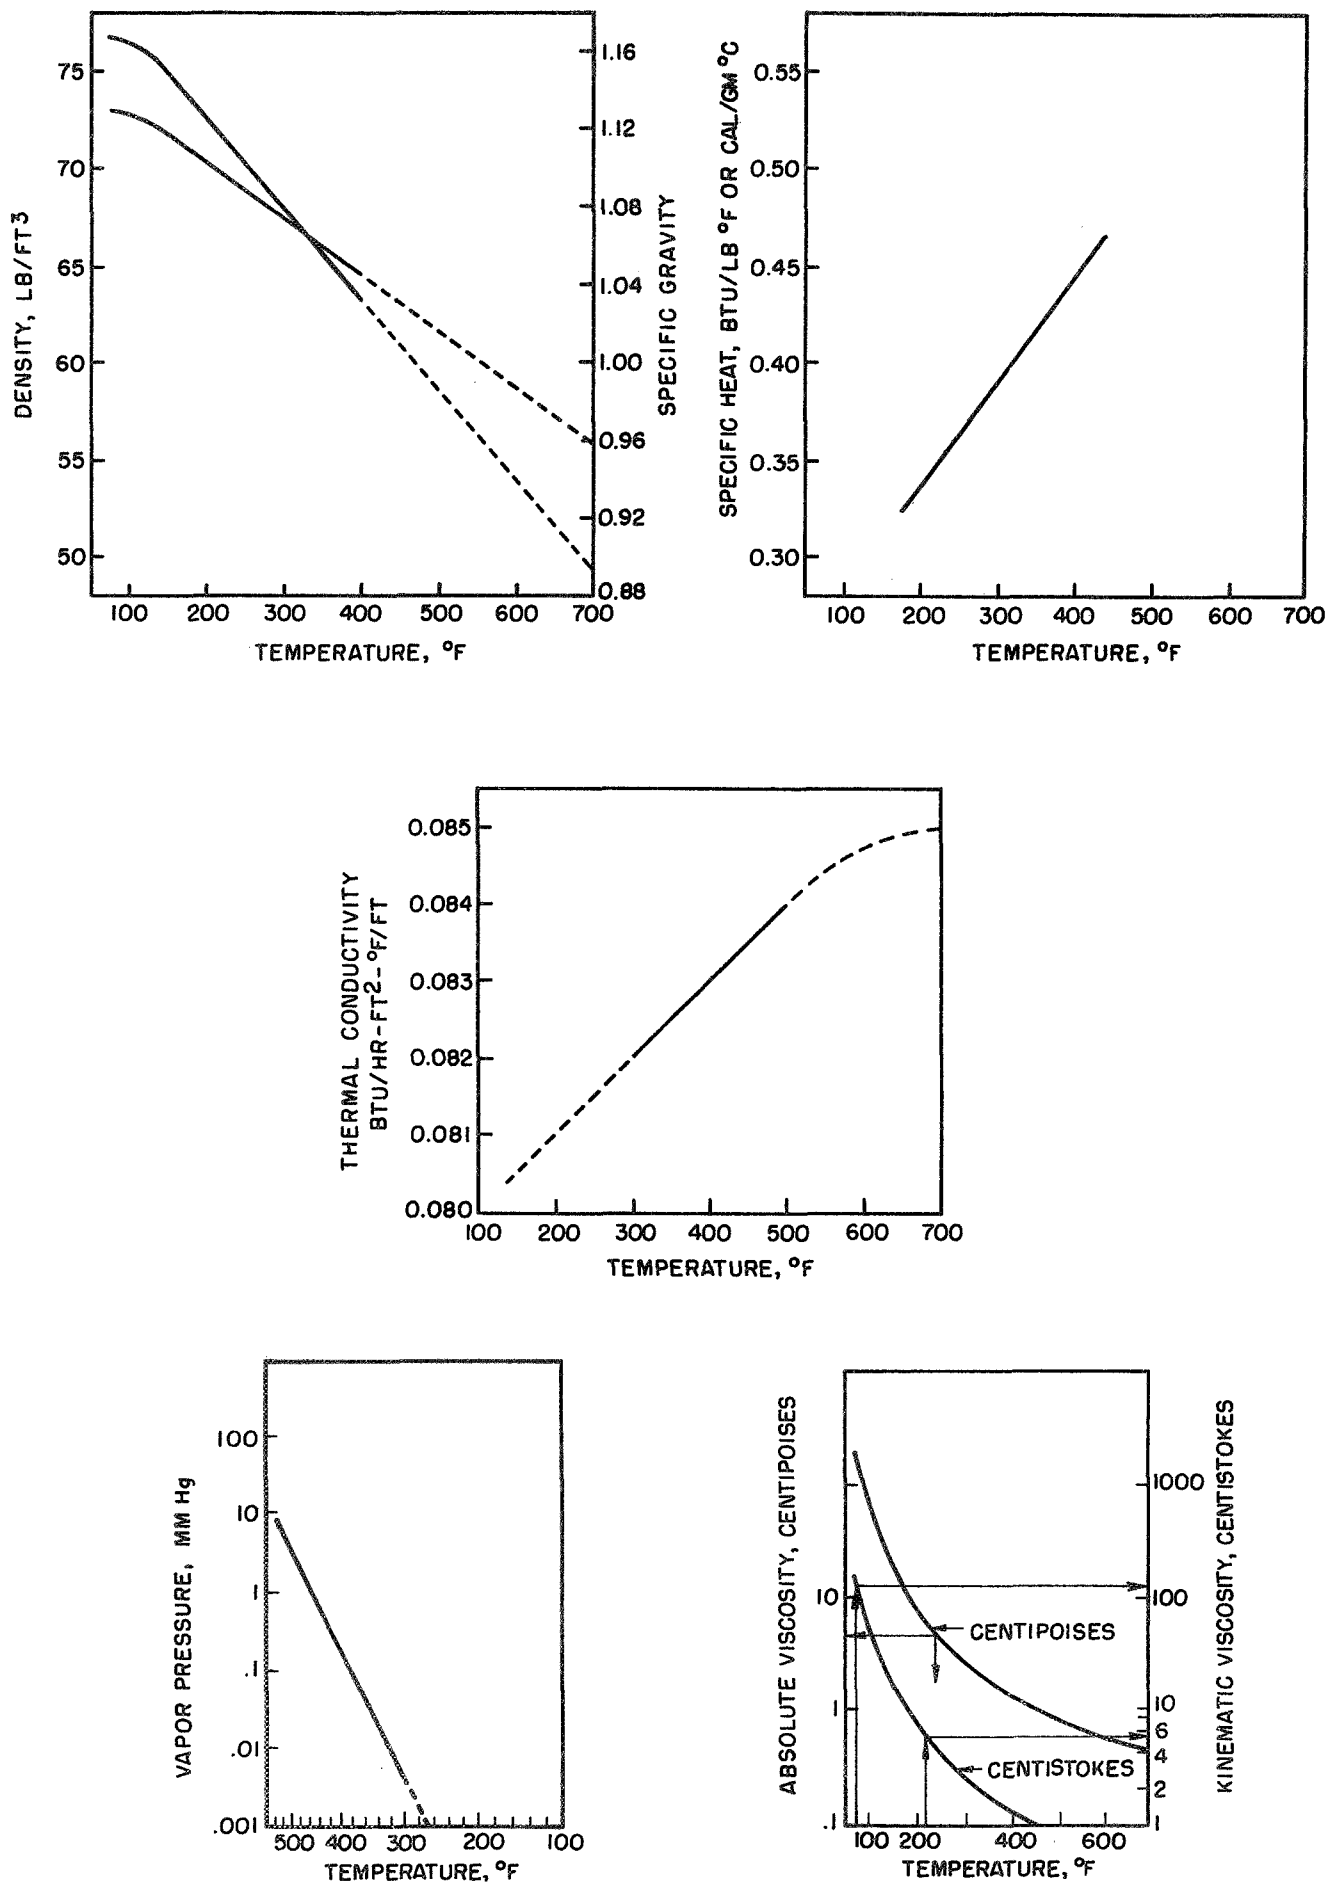 DENSITY, LB/FT3
75
70
65
60
55
50
100 200 300 400 500 600 700
TEMPERATURE, °F
1.16
1.12
1.08
1.04
1.00
0.96
0.92
0.88
SPECIFIC GRAVITY
SPECIFIC HEAT, BTU/LB °F OR CAL/GM °C
0.55
0.50
0.45
0.40
0.35
0.30
100 200 300 400 500 600 700
TEMPERATURE, °F
THERMAL CONDUCTIVITY
BTU/HR-FT2-°F/FT
0.085
0.084
0.083
0.082
0.081
0.080
100 200 300 400 500 600 700
TEMPERATURE, °F
VAPOR PRESSURE, MM Hg
100
10
1
.1
.01
.001
500 400 300 200 100
TEMPERATURE, °F
ABSOLUTE VISCOSITY, CENTIPOISES
10
1
.1
CENTIPOISES
CENTISTOKES
100 200 400 600
TEMPERATURE, °F
1000
100
10
6
4
2
1
KINEMATIC VISCOSITY, CENTISTOKES